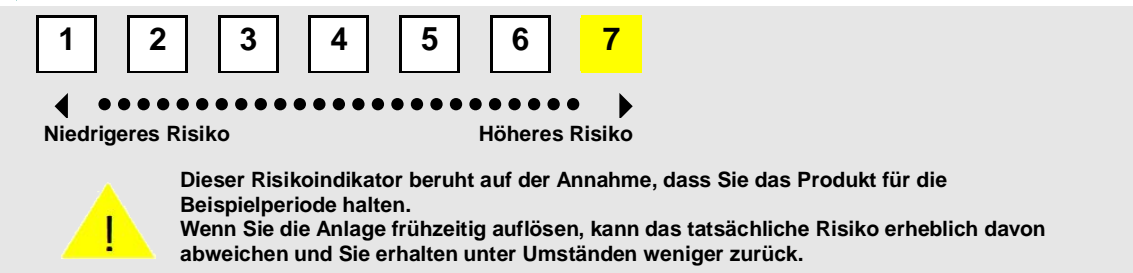 1 2 3 4 5 6 7
Niedrigeres Risiko Höheres Risiko
Dieser Risikoindikator beruht auf der Annahme, dass Sie das Produkt für die
Beispielperiode halten.
Wenn Sie die Anlage frühzeitig auflösen, kann das tatsächliche Risiko erheblich davon
abweichen und Sie erhalten unter Umständen weniger zurück.
!